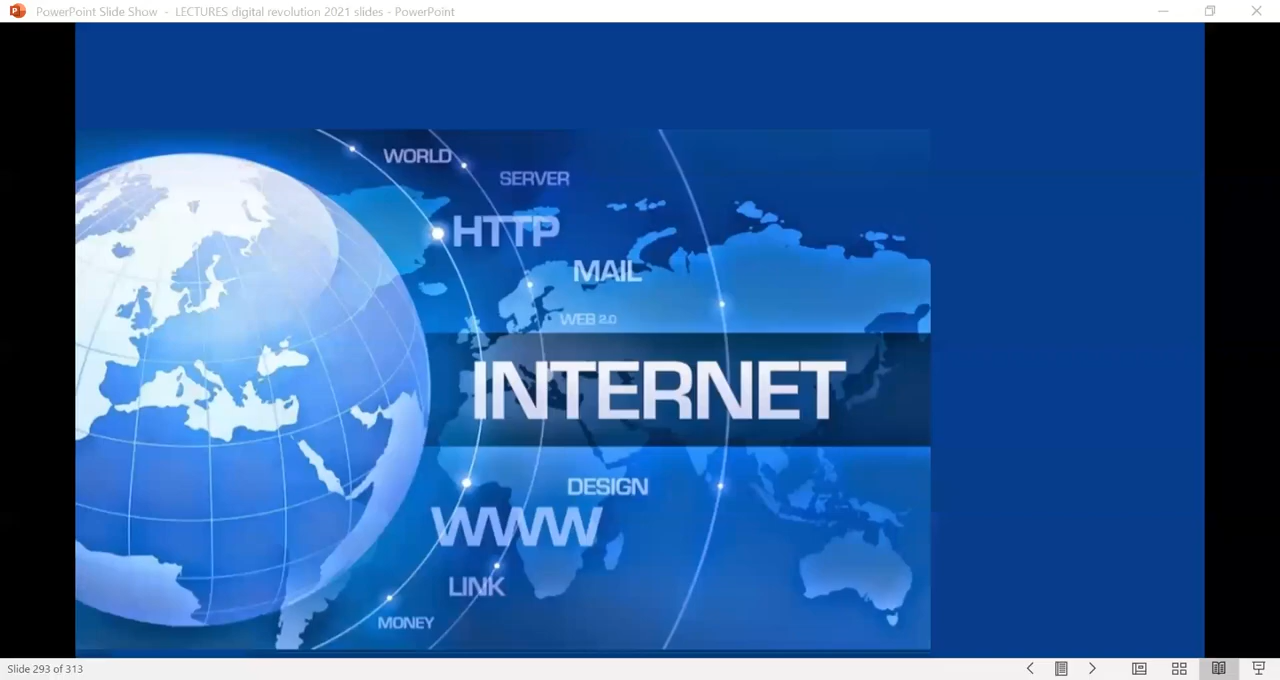 PowerPoint Slide Show - LECTURES digital revolution 2021 slides - PowerPoint
WORLD
SERVER
HTTP
MAIL
WEB 2.0
INTERNET
DESIGN
WWW
LINK
MONEY
Slide 293 of 313